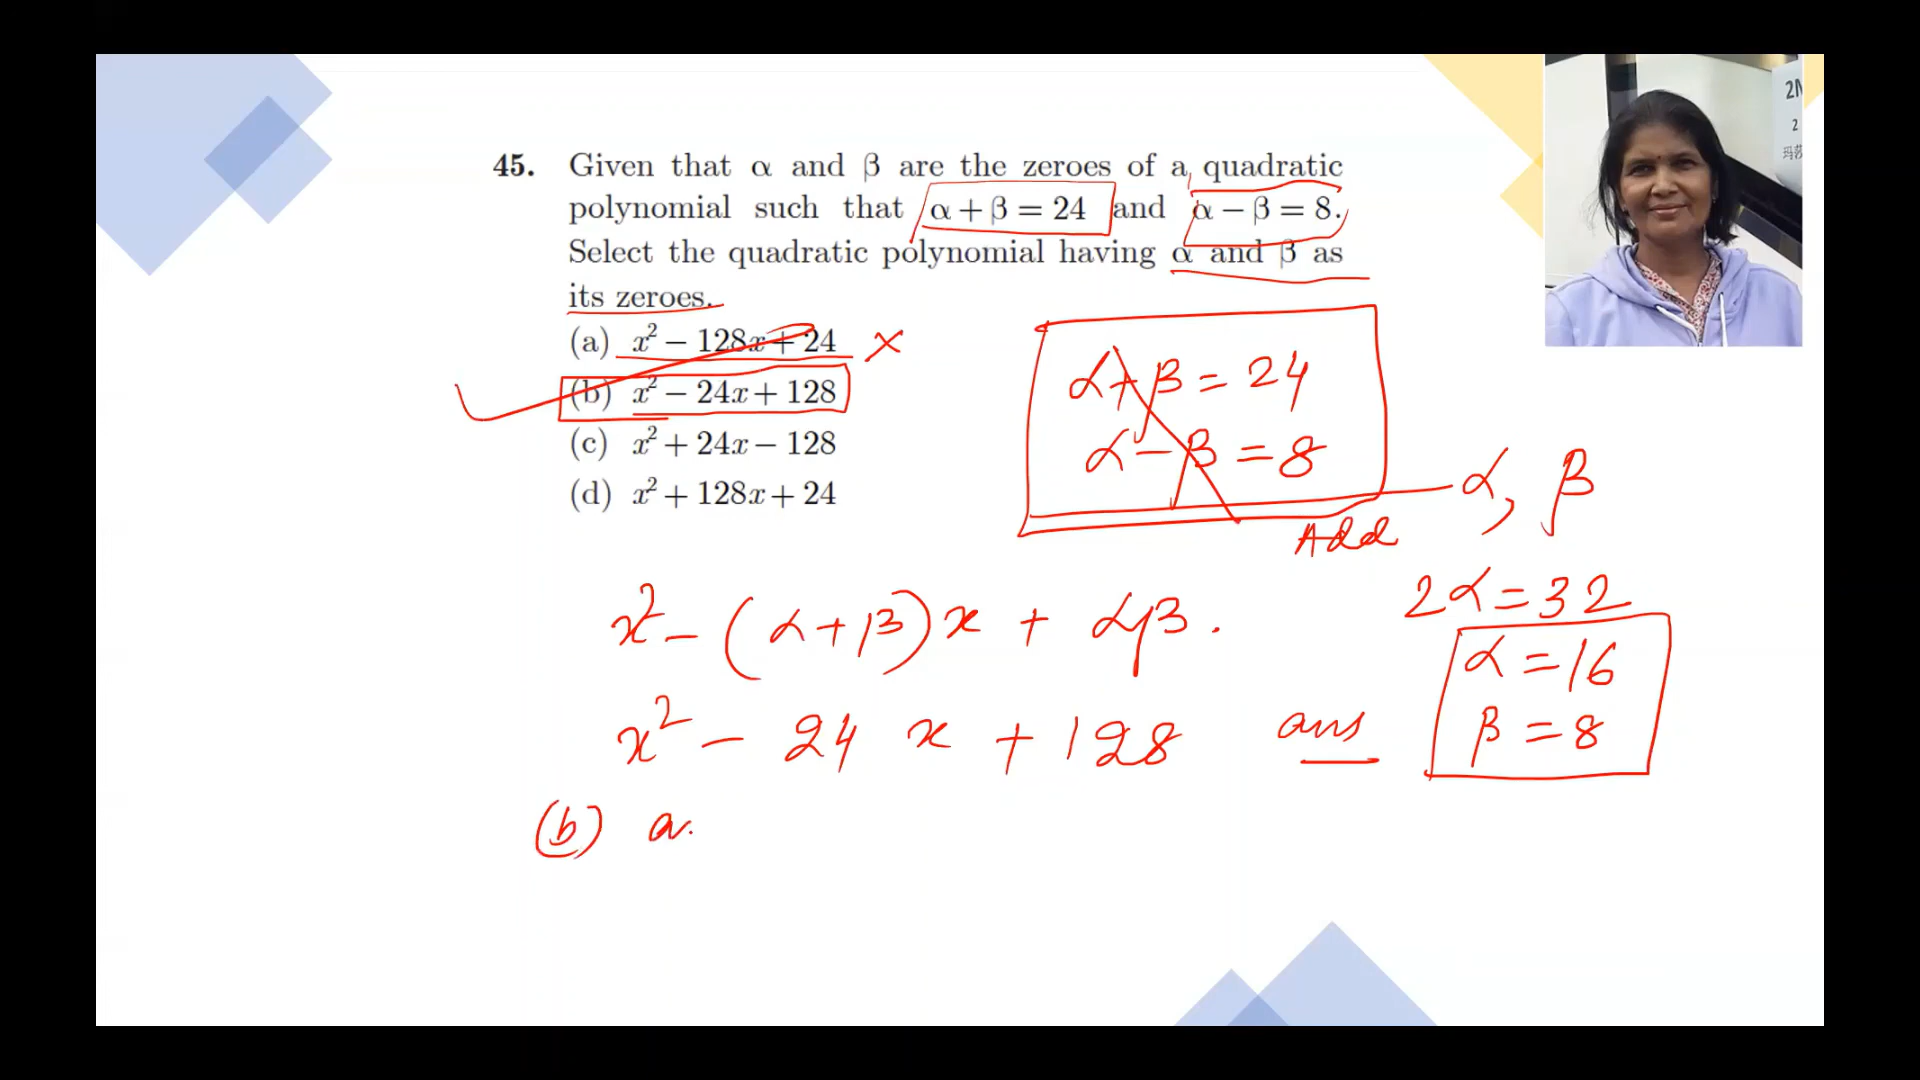 45. Given that α and β are the zeroes of a quadratic
polynomial such that α + β = 24 and α − β = 8.
Select the quadratic polynomial having α and β as
its zeroes.
(a) x² − 128x + 24 ×
(b) x² − 24x + 128
(c) x² + 24x − 128
(d) x² + 128x + 24
α + β = 24
α − β = 8
α, β
Add
2α = 32
α = 16
β = 8
x² − (α + β)x + αβ.
x² − 24 x + 128 ans
(b) a.
2